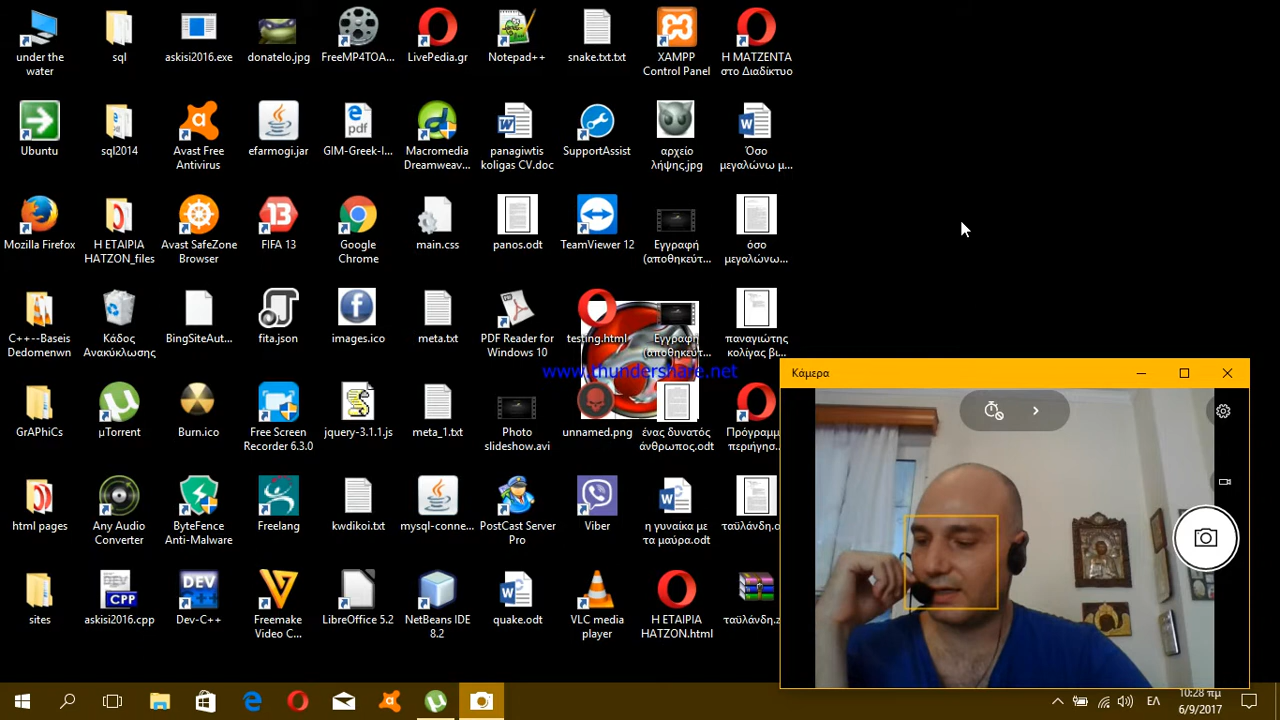 under the
water
sql
askisi2016.exe
donatelo.jpg
FreeMP4TOA...
LivePedia.gr
Notepad++
snake.txt.txt
XAMPP
Control Panel
Η ΜΑΤΖΕΝΤΑ
στο Διαδίκτυο
Ubuntu
sql2014
Avast Free
Antivirus
efarmogi.jar
GIM-Greek-I...
Macromedia
Dreamweav...
panagiwtis
koligas CV.doc
SupportAssist
αρχείο
λήψης.jpg
Όσο
μεγαλώνω μ...
Mozilla Firefox
Η ΕΤΑΙΡΙΑ
HATZON_files
Avast SafeZone
Browser
FIFA 13
Google
Chrome
main.css
panos.odt
TeamViewer 12
Εγγραφή
(αποθηκεύτ...
όσο
μεγαλώνω...
C++--Baseis
Dedomenwn
Κάδος
Ανακύκλωσης
BingSiteAut...
fita.json
images.ico
meta.txt
PDF Reader for
Windows 10
testing.html
Εγγραφή
(αποθηκεύτ...
παναγιώτης
κολίγας βι...
www.thundershare.net
GrAPhiCs
μTorrent
Burn.ico
Free Screen
Recorder 6.3.0
jquery-3.1.1.js
meta_1.txt
Photo
slideshow.avi
unnamed.png
ένας δυνατός
άνθρωπος.odt
Πρόγραμμ...
περιήγησ...
html pages
Any Audio
Converter
ByteFence
Anti-Malware
Freelang
kwdikoi.txt
mysql-conne...
PostCast Server
Pro
Viber
η γυναίκα με
τα μαύρα.odt
ταϋλάνδη.odt
sites
askisi2016.cpp
Dev-C++
Freemake
Video C...
LibreOffice 5.2
NetBeans IDE
8.2
quake.odt
VLC media
player
Η ΕΤΑΙΡΙΑ
HATZON.html
ταϋλάνδη.z
Κάμερα
ΕΛ
10:28 πμ
6/9/2017